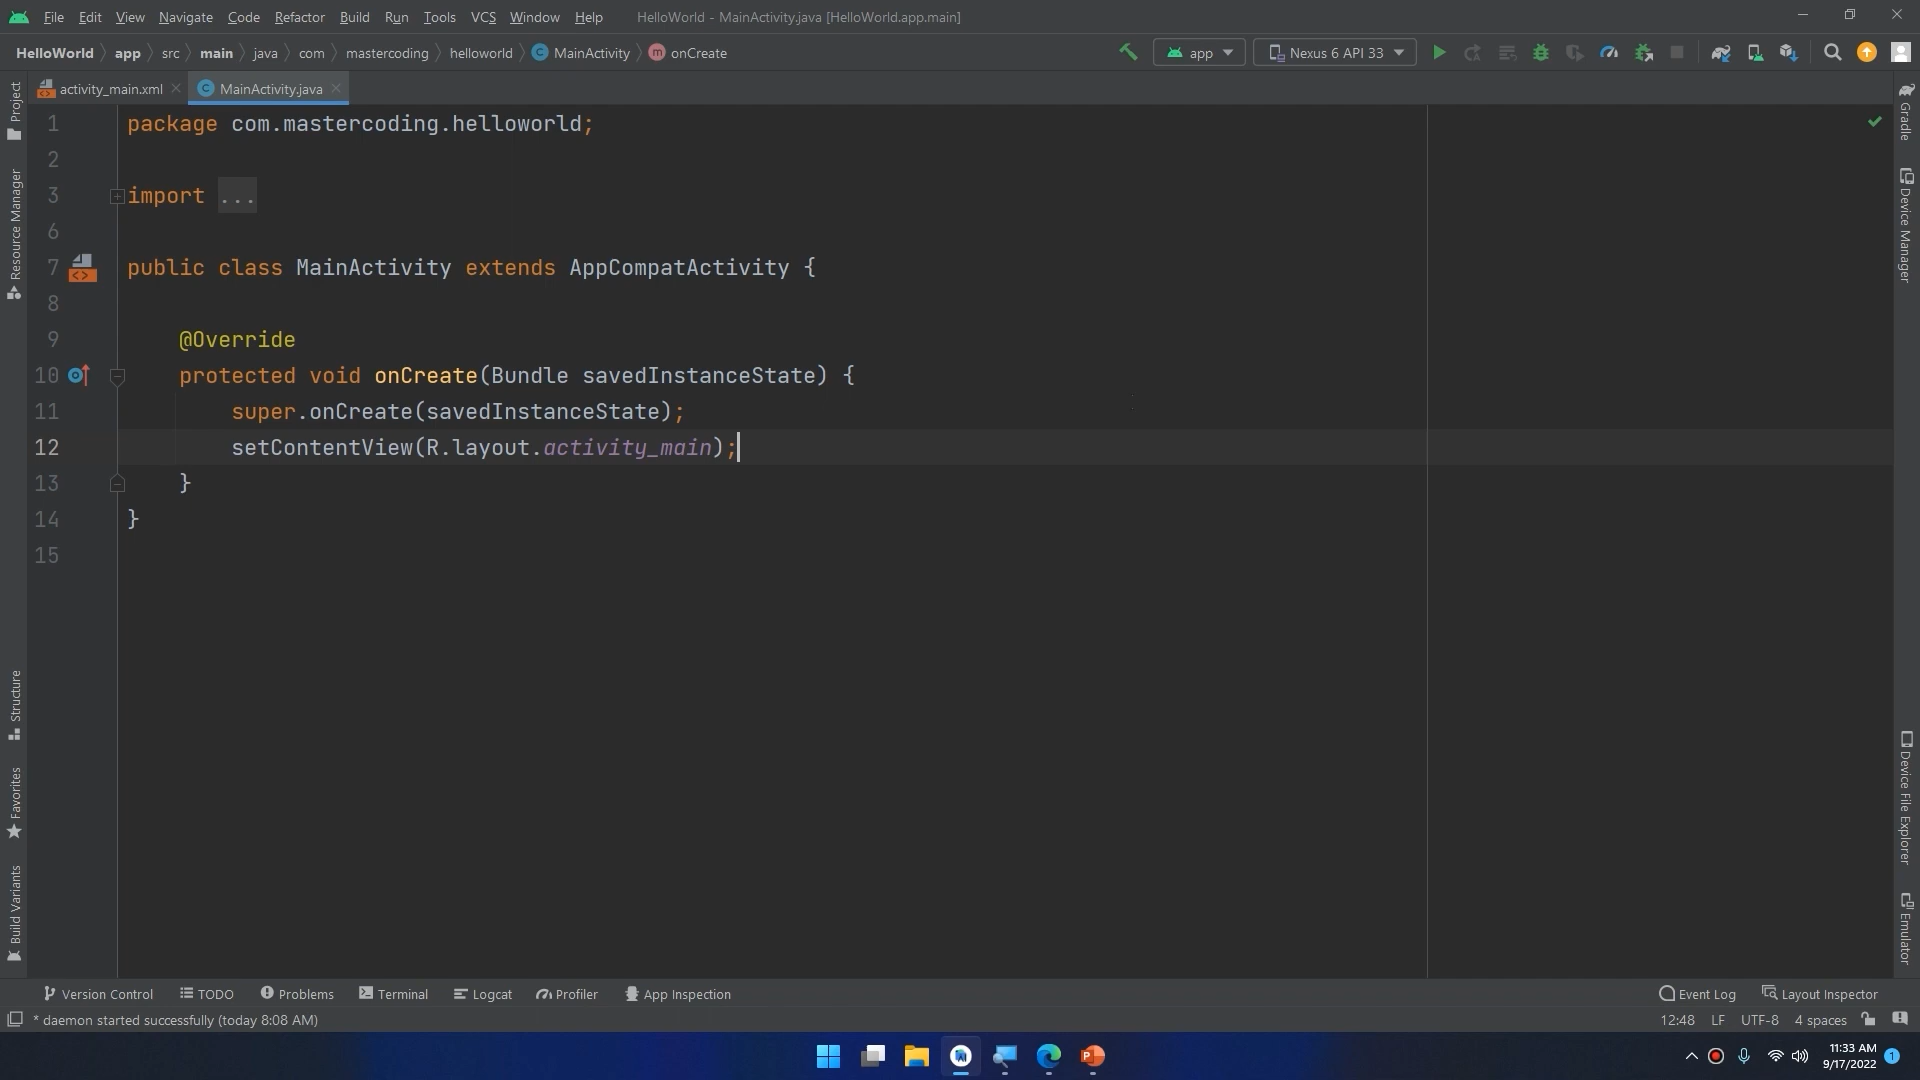 File Edit View Navigate Code Refactor Build Run Tools VCS Window Help HelloWorld - MainActivity.java [HelloWorld.app.main]
HelloWorld app src main java com mastercoding helloworld C MainActivity m onCreate app Nexus 6 API 33
activity_main.xml C MainActivity.java
1 package com.mastercoding.helloworld;
2
3 import ...
6
7 public class MainActivity extends AppCompatActivity {
8
9 @Override
10 protected void onCreate(Bundle savedInstanceState) {
11 super.onCreate(savedInstanceState);
12 setContentView(R.layout.activity_main);
13 }
14 }
15
Project
Resource Manager
Structure
Favorites
Build Variants
Gradle
Device Manager
Device File Explorer
Emulator
Version Control TODO Problems Terminal Logcat Profiler App Inspection Event Log Layout Inspector
* daemon started successfully (today 8:08 AM) 12:48 LF UTF-8 4 spaces
11:33 AM
9/17/2022 1